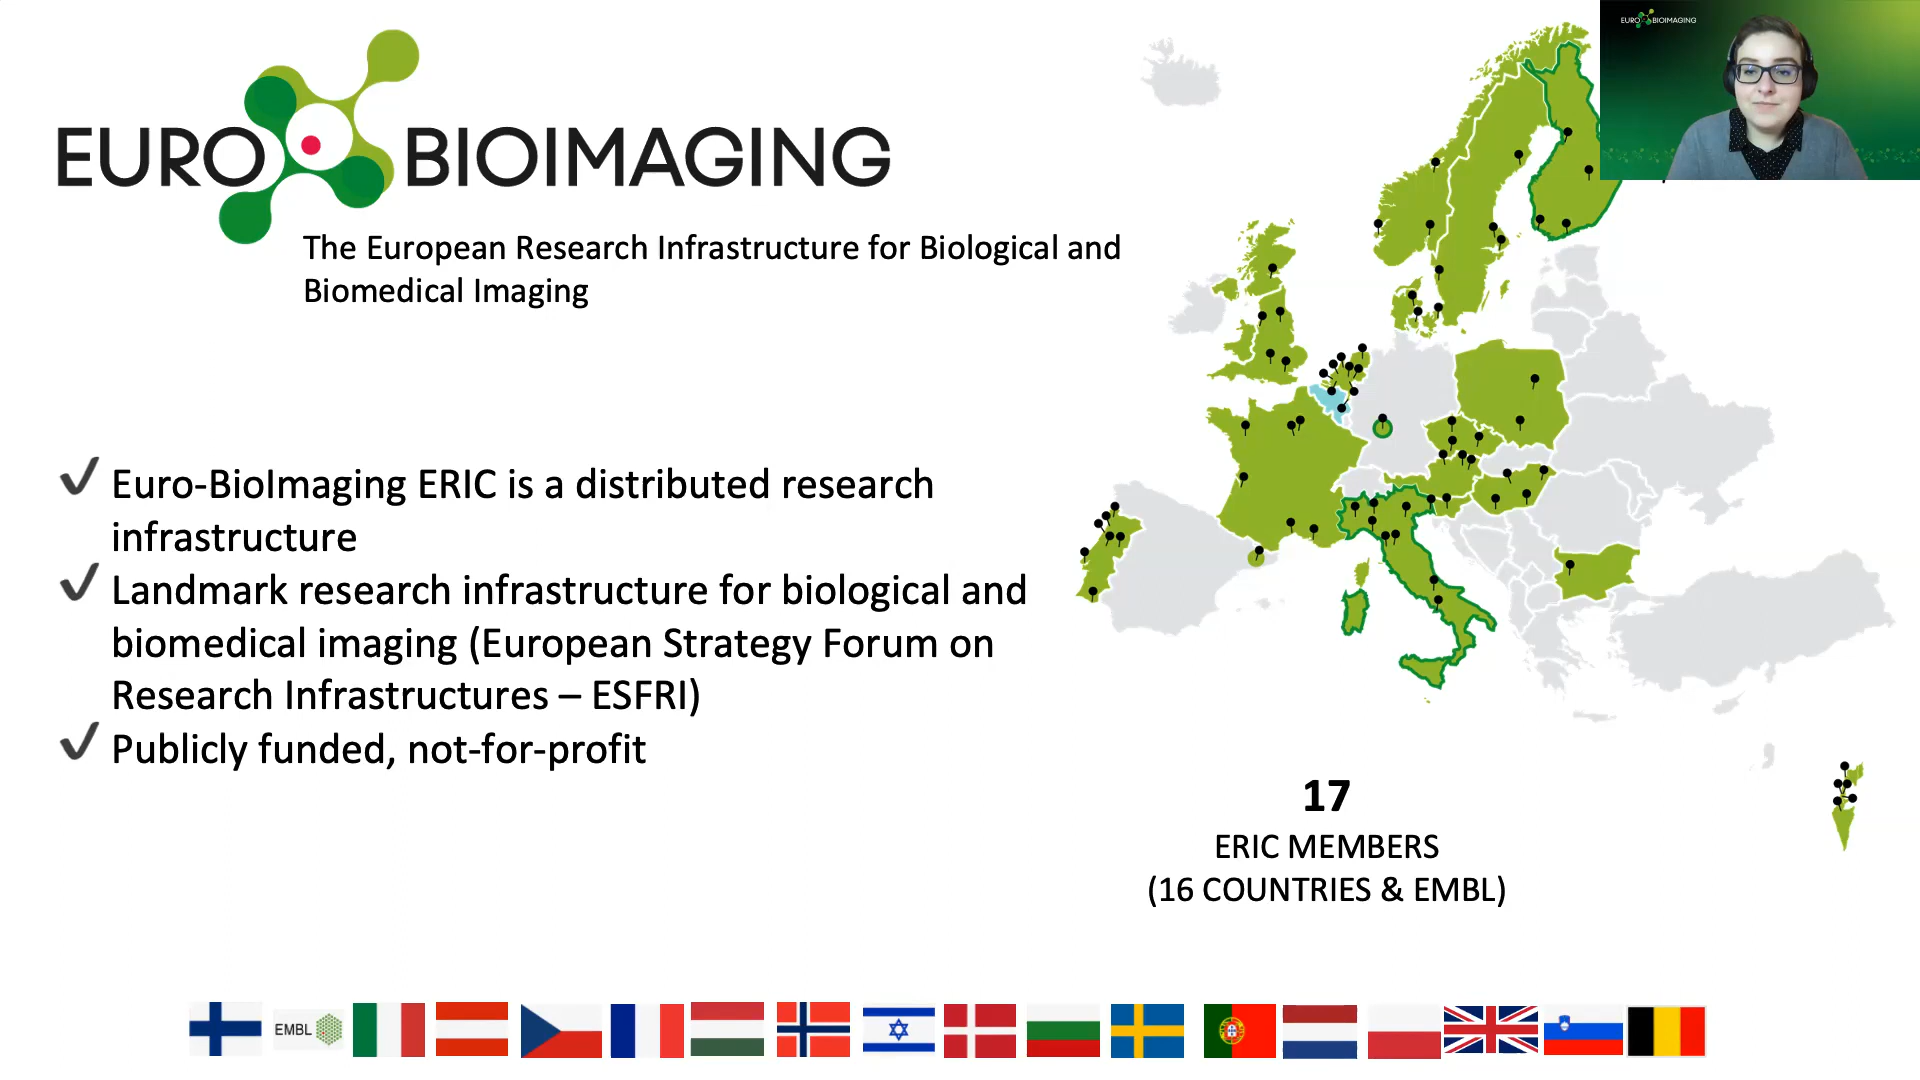 EURO BIOIMAGING
EURO BIOIMAGING
The European Research Infrastructure for Biological and
Biomedical Imaging
✔ Euro-BioImaging ERIC is a distributed research
infrastructure
✔ Landmark research infrastructure for biological and
biomedical imaging (European Strategy Forum on
Research Infrastructures – ESFRI)
✔ Publicly funded, not-for-profit
17
ERIC MEMBERS
(16 COUNTRIES & EMBL)
EMBL